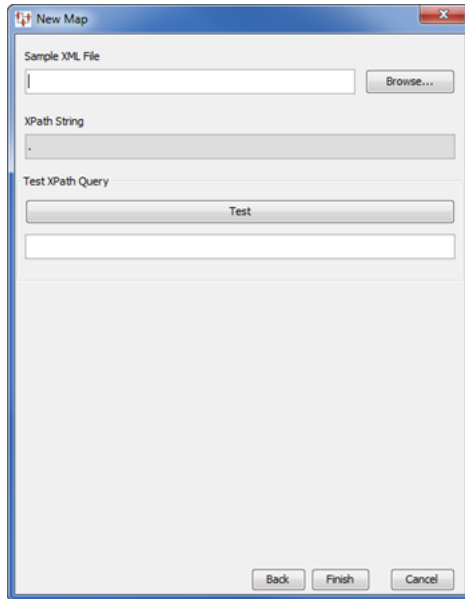 New Map
Sample XML File
Browse...
XPath String
.
Test XPath Query
Test
Back Finish Cancel